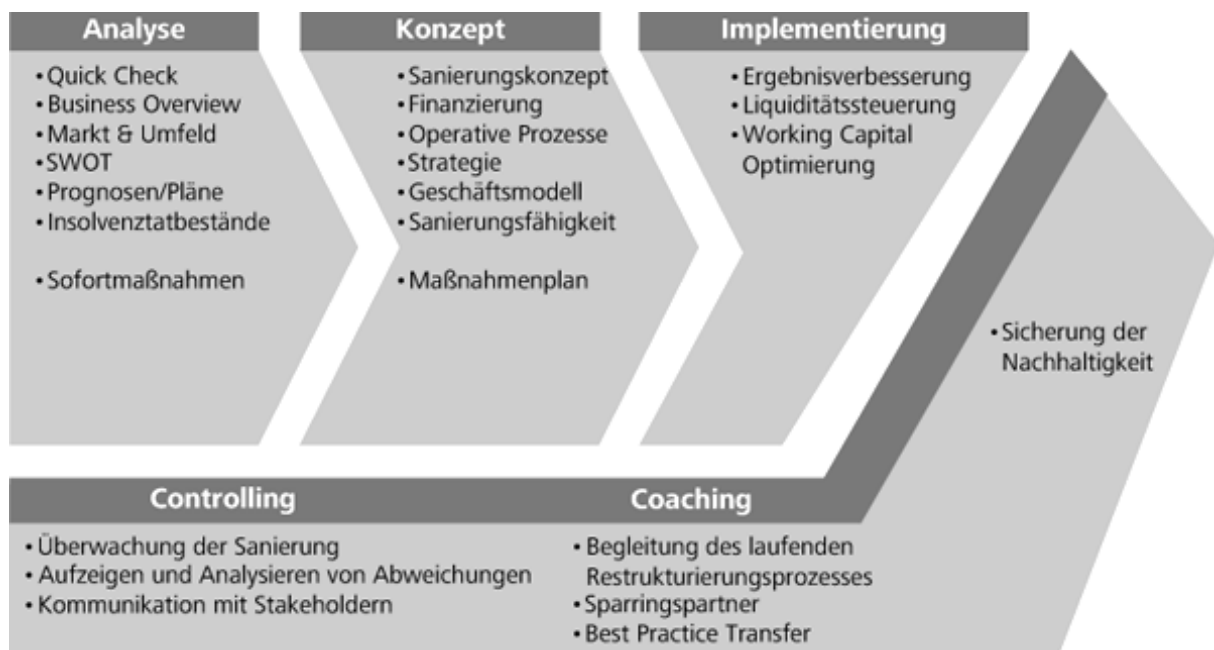 Analyse
• Quick Check
• Business Overview
• Markt & Umfeld
• SWOT
• Prognosen/Pläne
• Insolvenztatbestände
• Sofortmaßnahmen
Konzept
• Sanierungskonzept
• Finanzierung
• Operative Prozesse
• Strategie
• Geschäftsmodell
• Sanierungsfähigkeit
• Maßnahmenplan
Implementierung
• Ergebnisverbesserung
• Liquiditätssteuerung
• Working Capital
Optimierung
• Sicherung der
Nachhaltigkeit
Controlling
• Überwachung der Sanierung
• Aufzeigen und Analysieren von Abweichungen
• Kommunikation mit Stakeholdern
Coaching
• Begleitung des laufenden
Restrukturierungsprozesses
• Sparringspartner
• Best Practice Transfer